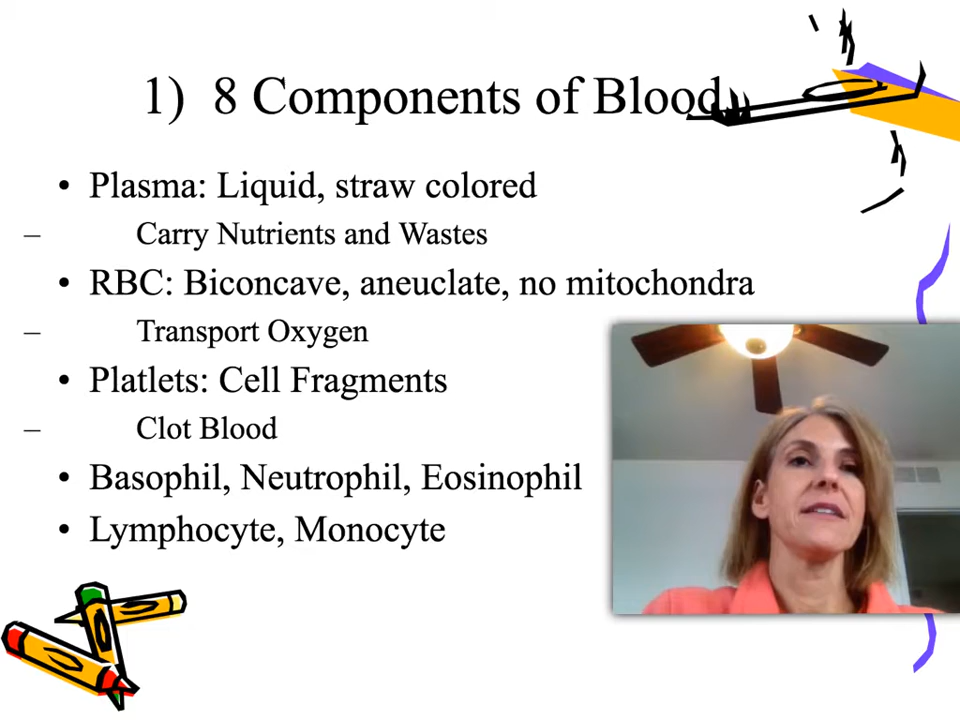 1) 8 Components of Blood
• Plasma: Liquid, straw colored
– Carry Nutrients and Wastes
• RBC: Biconcave, aneuclate, no mitochondra
– Transport Oxygen
• Platlets: Cell Fragments
– Clot Blood
• Basophil, Neutrophil, Eosinophil
• Lymphocyte, Monocyte